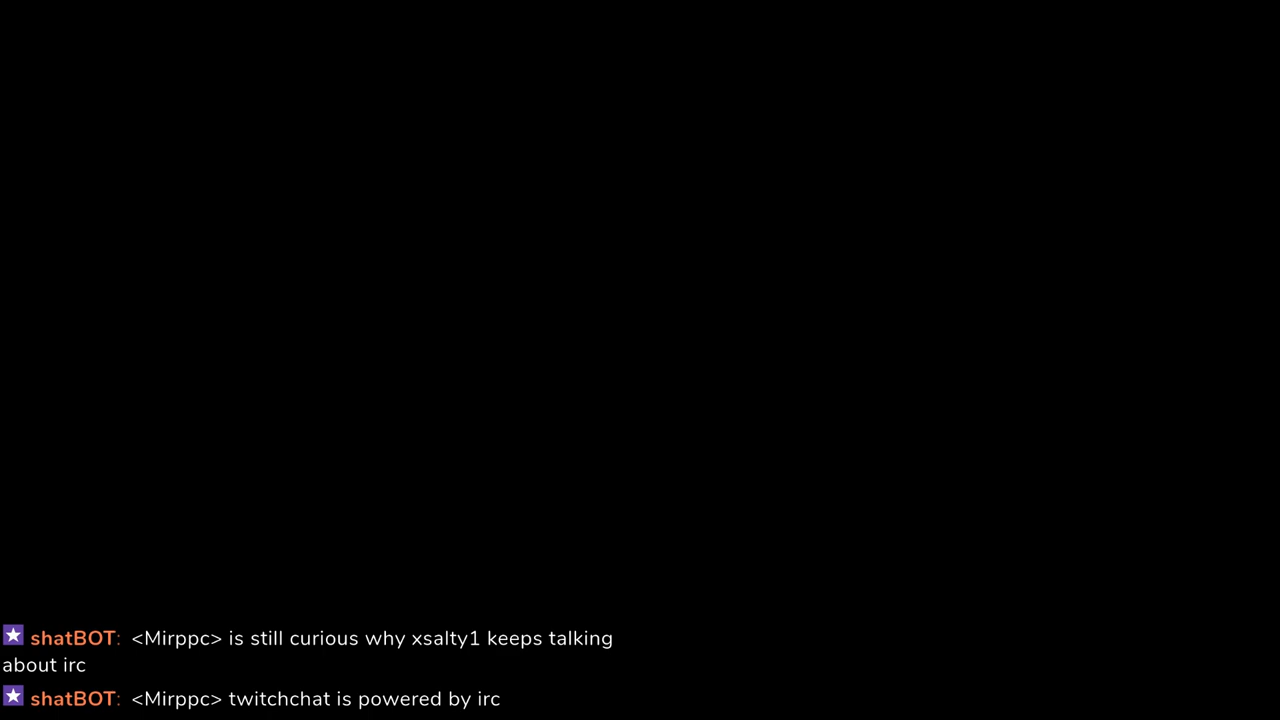 shatBOT: <Mirppc> is still curious why xsalty1 keeps talking
about irc
shatBOT: <Mirppc> twitchchat is powered by irc